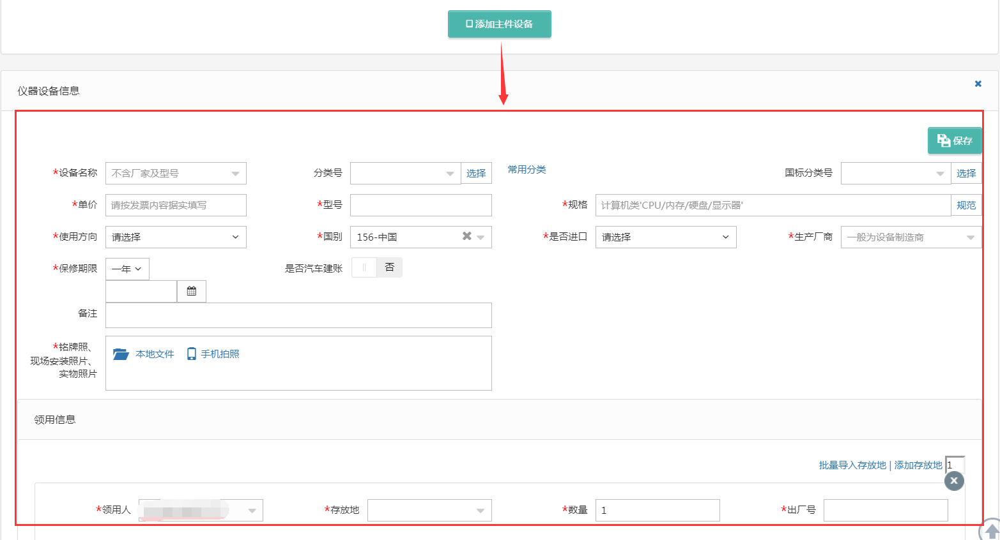 添加主件设备
仪器设备信息
保存
*设备名称 不含厂家及型号 分类号 选择 常用分类 国标分类号 选择
*单价 请按发票内容据实填写 *型号 *规格 计算机类'CPU/内存/硬盘/显示器' 规范
*使用方向 请选择 *国别 156-中国 *是否进口 请选择 *生产厂商 一般为设备制造商
*保修期限 一年 是否汽车建账 否
备注
*铭牌照、
现场安装照片、
实物照片
本地文件 手机拍照
领用信息
批量导入存放地 | 添加存放地 1
*领用人 *存放地 *数量 1 *出厂号